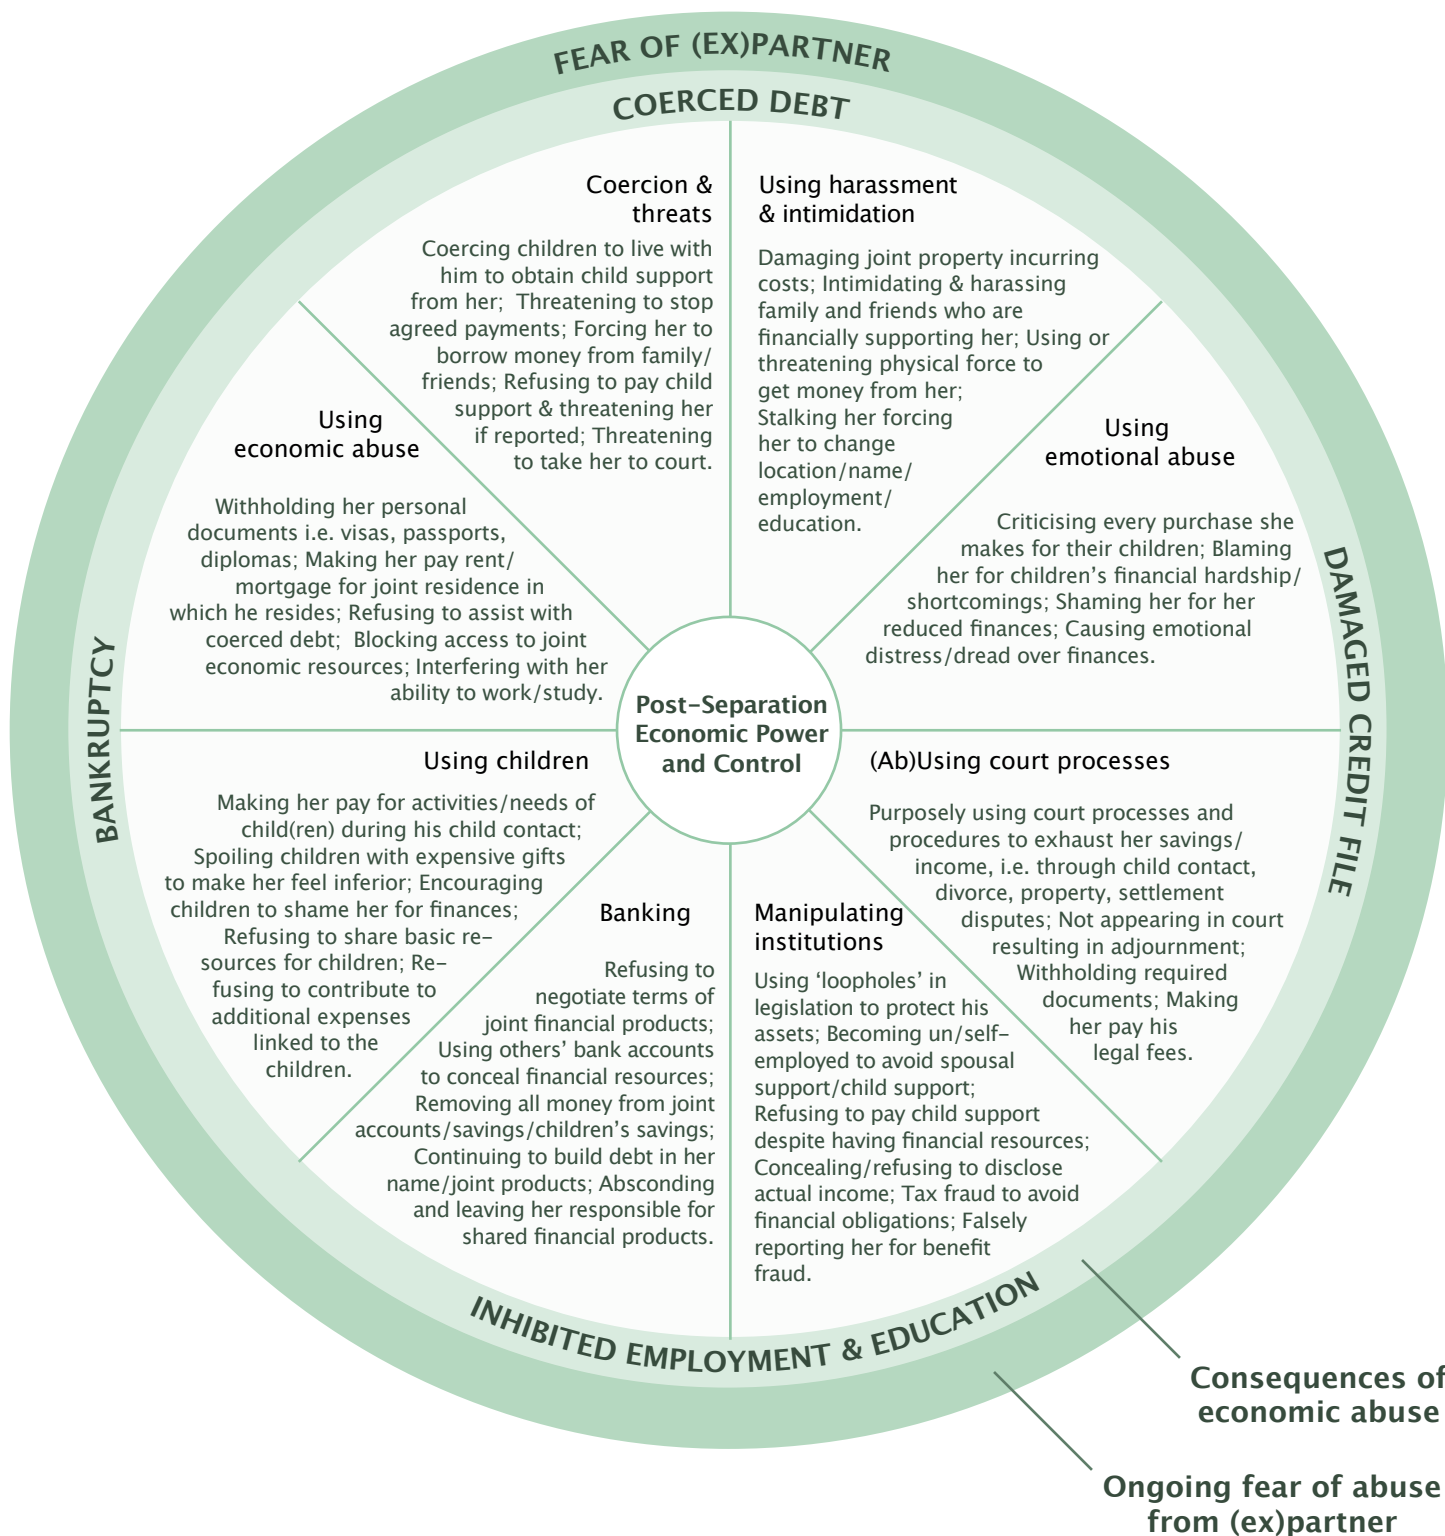 FEAR OF (EX)PARTNER
COERCED DEBT
Coercion &
threats
Coercing children to live with
him to obtain child support
from her;  Threatening to stop
agreed payments; Forcing her to
borrow money from family/
friends; Refusing to pay child
support & threatening her
if reported; Threatening
to take her to court.
Using harassment
& intimidation
Damaging joint property incurring
costs; Intimidating & harassing
family and friends who are
financially supporting her; Using or
threatening physical force to
get money from her;
Stalking her forcing
her to change
location/name/
employment/
education.
Using
emotional abuse
Criticising every purchase she
makes for their children; Blaming
her for children’s financial hardship/
shortcomings; Shaming her for her
reduced finances; Causing emotional
distress/dread over finances.
DAMAGED CREDIT FILE
(Ab)Using court processes
Purposely using court processes and
procedures to exhaust her savings/
income, i.e. through child contact,
divorce, property, settlement
disputes; Not appearing in court
resulting in adjournment;
Withholding required
documents; Making
her pay his
legal fees.
Manipulating
institutions
Using ‘loopholes’ in
legislation to protect his
assets; Becoming un/self-
employed to avoid spousal
support/child support;
Refusing to pay child support
despite having financial resources;
Concealing/refusing to disclose
actual income; Tax fraud to avoid
financial obligations; Falsely
reporting her for benefit
fraud.
Banking
Refusing to
negotiate terms of
joint financial products;
Using others’ bank accounts
to conceal financial resources;
Removing all money from joint
accounts/savings/children’s savings;
Continuing to build debt in her
name/joint products; Absconding
and leaving her responsible for
shared financial products.
Using children
Making her pay for activities/needs of
child(ren) during his child contact;
Spoiling children with expensive gifts
to make her feel inferior; Encouraging
children to shame her for finances;
Refusing to share basic re-
sources for children; Re-
fusing to contribute to
additional expenses
linked to the
children.
Using
economic abuse
Withholding her personal
documents i.e. visas, passports,
diplomas; Making her pay rent/
mortgage for joint residence in
which he resides; Refusing to assist with
coerced debt;  Blocking access to joint
economic resources; Interfering with her
ability to work/study.
BANKRUPTCY
Post-Separation
Economic Power
and Control
INHIBITED EMPLOYMENT & EDUCATION
Consequences of
economic abuse
Ongoing fear of abuse
from (ex)partner